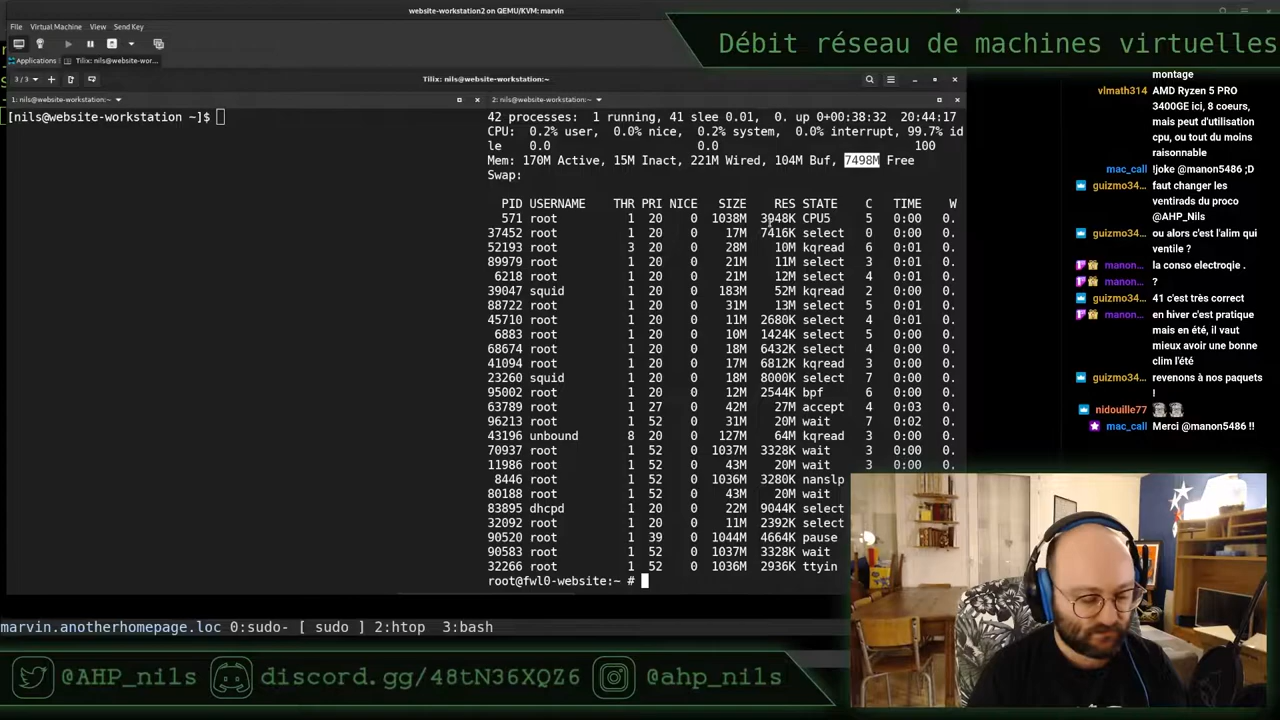 website-workstation2 on QEMU/KVM: marvin
File Virtual Machine View Send Key
Débit réseau de machines virtuelles
Applications Tilix: nils@website-wor...
3 / 3 Tilix: nils@website-workstation:~
1: nils@website-workstation:~ 2: nils@website-workstation:~
[nils@website-workstation ~]$
42 processes: 1 running, 41 slee 0.01, 0. up 0+00:38:32 20:44:17
CPU: 0.2% user, 0.0% nice, 0.2% system, 0.0% interrupt, 99.7% id
le 0.0 0.0 100
Mem: 170M Active, 15M Inact, 221M Wired, 104M Buf, 7498M Free
Swap:
PID USERNAME THR PRI NICE SIZE RES STATE C TIME W
571 root 1 20 0 1038M 3948K CPU5 5 0:00 0.
37452 root 1 20 0 17M 7416K select 0 0:00 0.
52193 root 3 20 0 28M 10M kqread 6 0:01 0.
89979 root 1 20 0 21M 11M select 3 0:01 0.
6218 root 1 20 0 21M 12M select 4 0:01 0.
39047 squid 1 20 0 183M 52M kqread 2 0:00 0.
88722 root 1 20 0 31M 13M select 5 0:01 0.
45710 root 1 20 0 11M 2680K select 4 0:01 0.
6883 root 1 20 0 10M 1424K select 5 0:00 0.
68674 root 1 20 0 18M 6432K select 4 0:00 0.
41094 root 1 20 0 17M 6812K kqread 3 0:00 0.
23260 squid 1 20 0 18M 8000K select 7 0:00 0.
95002 root 1 20 0 12M 2544K bpf 6 0:00 0.
63789 root 1 27 0 42M 27M accept 4 0:03 0.
96213 root 1 52 0 31M 20M wait 7 0:02 0.
43196 unbound 8 20 0 127M 64M kqread 3 0:00 0.
70937 root 1 52 0 1037M 3328K wait 3 0:00 0.
11986 root 1 52 0 43M 20M wait 3 0:00 0.
8446 root 1 52 0 1036M 3280K nanslp
80188 root 1 52 0 43M 20M wait
83895 dhcpd 1 20 0 22M 9044K select
32092 root 1 20 0 11M 2392K select
90520 root 1 39 0 1044M 4664K pause
90583 root 1 52 0 1037M 3328K wait
32266 root 1 52 0 1036M 2936K ttyin
root@fwl0-website:~ #
montage
vlmath314 AMD Ryzen 5 PRO
3400GE ici, 8 coeurs,
mais peut d'utilisation
cpu, ou tout du moins
raisonnable
mac_call !joke @manon5486 ;D
guizmo34... faut changer les
ventirads du proco
@AHP_Nils
guizmo34... ou alors c'est l'alim qui
ventile ?
manon... la conso electroqie .
manon... ?
guizmo34... 41 c'est très correct
manon... en hiver c'est pratique
mais en été, il vaut
mieux avoir une bonne
clim l'été
guizmo34... revenons à nos paquets
!
nidouille77
mac_call Merci @manon5486 !!
marvin.anotherhomepage.loc 0:sudo- [ sudo ] 2:htop 3:bash
@AHP_nils discord.gg/48tN36XQZ6 @ahp_nils